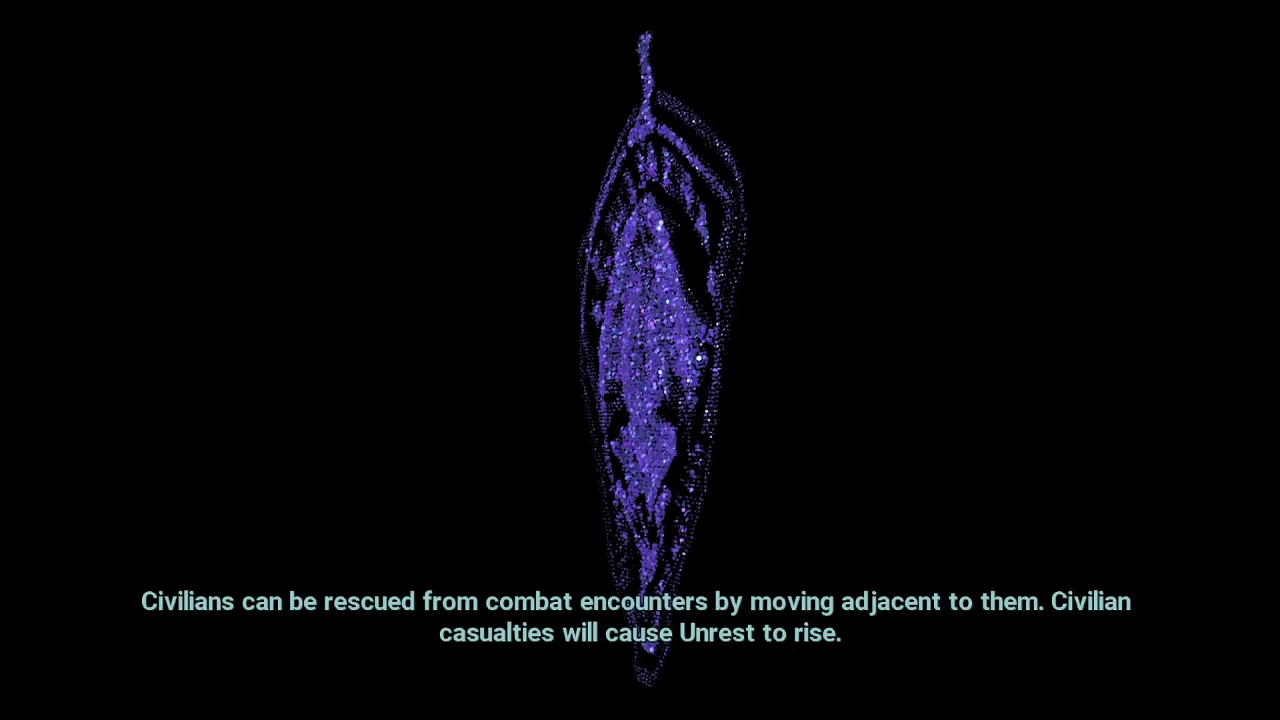 Civilians can be rescued from combat encounters by moving adjacent to them. Civilian
casualties will cause Unrest to rise.